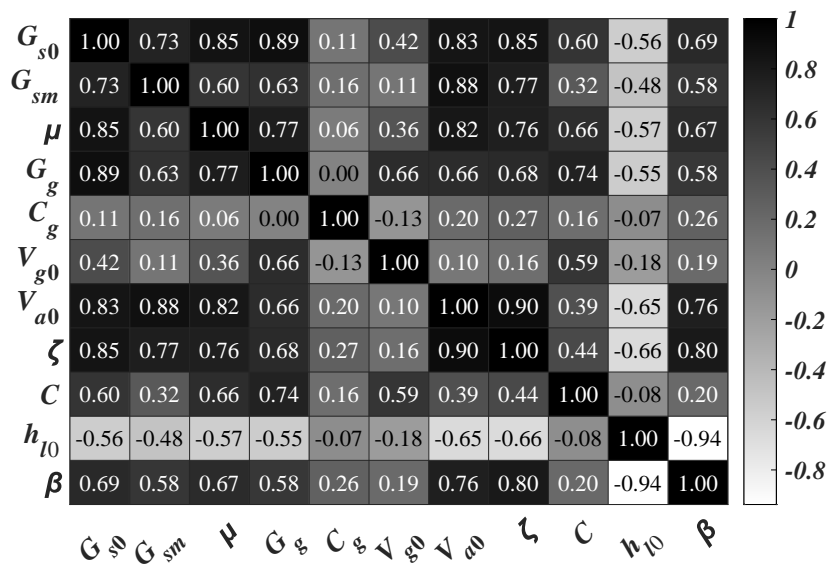 G_s0 1.00 0.73 0.85 0.89 0.11 0.42 0.83 0.85 0.60 -0.56 0.69
G_sm 0.73 1.00 0.60 0.63 0.16 0.11 0.88 0.77 0.32 -0.48 0.58
μ 0.85 0.60 1.00 0.77 0.06 0.36 0.82 0.76 0.66 -0.57 0.67
G_g 0.89 0.63 0.77 1.00 0.00 0.66 0.66 0.68 0.74 -0.55 0.58
C_g 0.11 0.16 0.06 0.00 1.00 -0.13 0.20 0.27 0.16 -0.07 0.26
V_g0 0.42 0.11 0.36 0.66 -0.13 1.00 0.10 0.16 0.59 -0.18 0.19
V_a0 0.83 0.88 0.82 0.66 0.20 0.10 1.00 0.90 0.39 -0.65 0.76
ζ 0.85 0.77 0.76 0.68 0.27 0.16 0.90 1.00 0.44 -0.66 0.80
C 0.60 0.32 0.66 0.74 0.16 0.59 0.39 0.44 1.00 -0.08 0.20
h_l0 -0.56 -0.48 -0.57 -0.55 -0.07 -0.18 -0.65 -0.66 -0.08 1.00 -0.94
β 0.69 0.58 0.67 0.58 0.26 0.19 0.76 0.80 0.20 -0.94 1.00
G_s0 G_sm μ G_g C_g V_g0 V_a0 ζ C h_l0 β
1
0.8
0.6
0.4
0.2
0
-0.2
-0.4
-0.6
-0.8